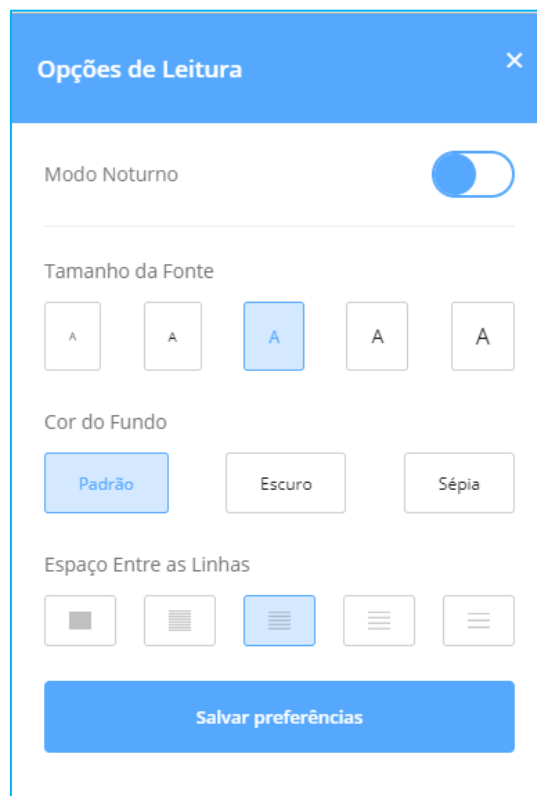 Opções de Leitura ×
Modo Noturno
Tamanho da Fonte
A A A A A
Cor do Fundo
Padrão Escuro Sépia
Espaço Entre as Linhas
Salvar preferências